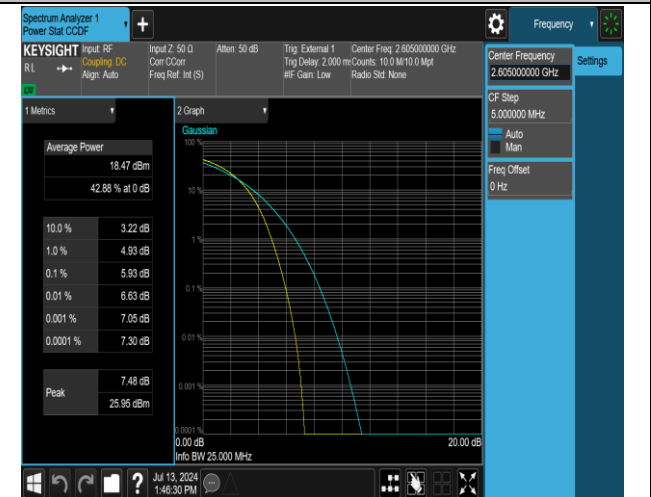 Spectrum Analyzer 1
Power Stat CCDF
Frequency
KEYSIGHT
Input: RF
Input Z: 50 Ω
Atten: 50 dB
Trig: External 1
Center Freq: 2.605000000 GHz
RL
Coupling: DC
Corr CCorr
Trig Delay: 2.000 ms
Counts: 10.0 M/10.0 Mpt
Align: Auto
Freq Ref: Int (S)
#IF Gain: Low
Radio Std: None
Center Frequency
2.605000000 GHz
Settings
CF Step
5.000000 MHz
Auto
Man
Freq Offset
0 Hz
1 Metrics
2 Graph
Gaussian
Average Power
18.47 dBm
42.88 % at 0 dB
10.0 % 3.22 dB
1.0 % 4.93 dB
0.1 % 5.93 dB
0.01 % 6.63 dB
0.001 % 7.05 dB
0.0001 % 7.30 dB
Peak
7.48 dB
25.95 dBm
100 %
10 %
1 %
0.1 %
0.01 %
0.001 %
0.0001 %
0.00 dB
20.00 dB
Info BW 25.000 MHz
?
Jul 13, 2024
1:46:30 PM